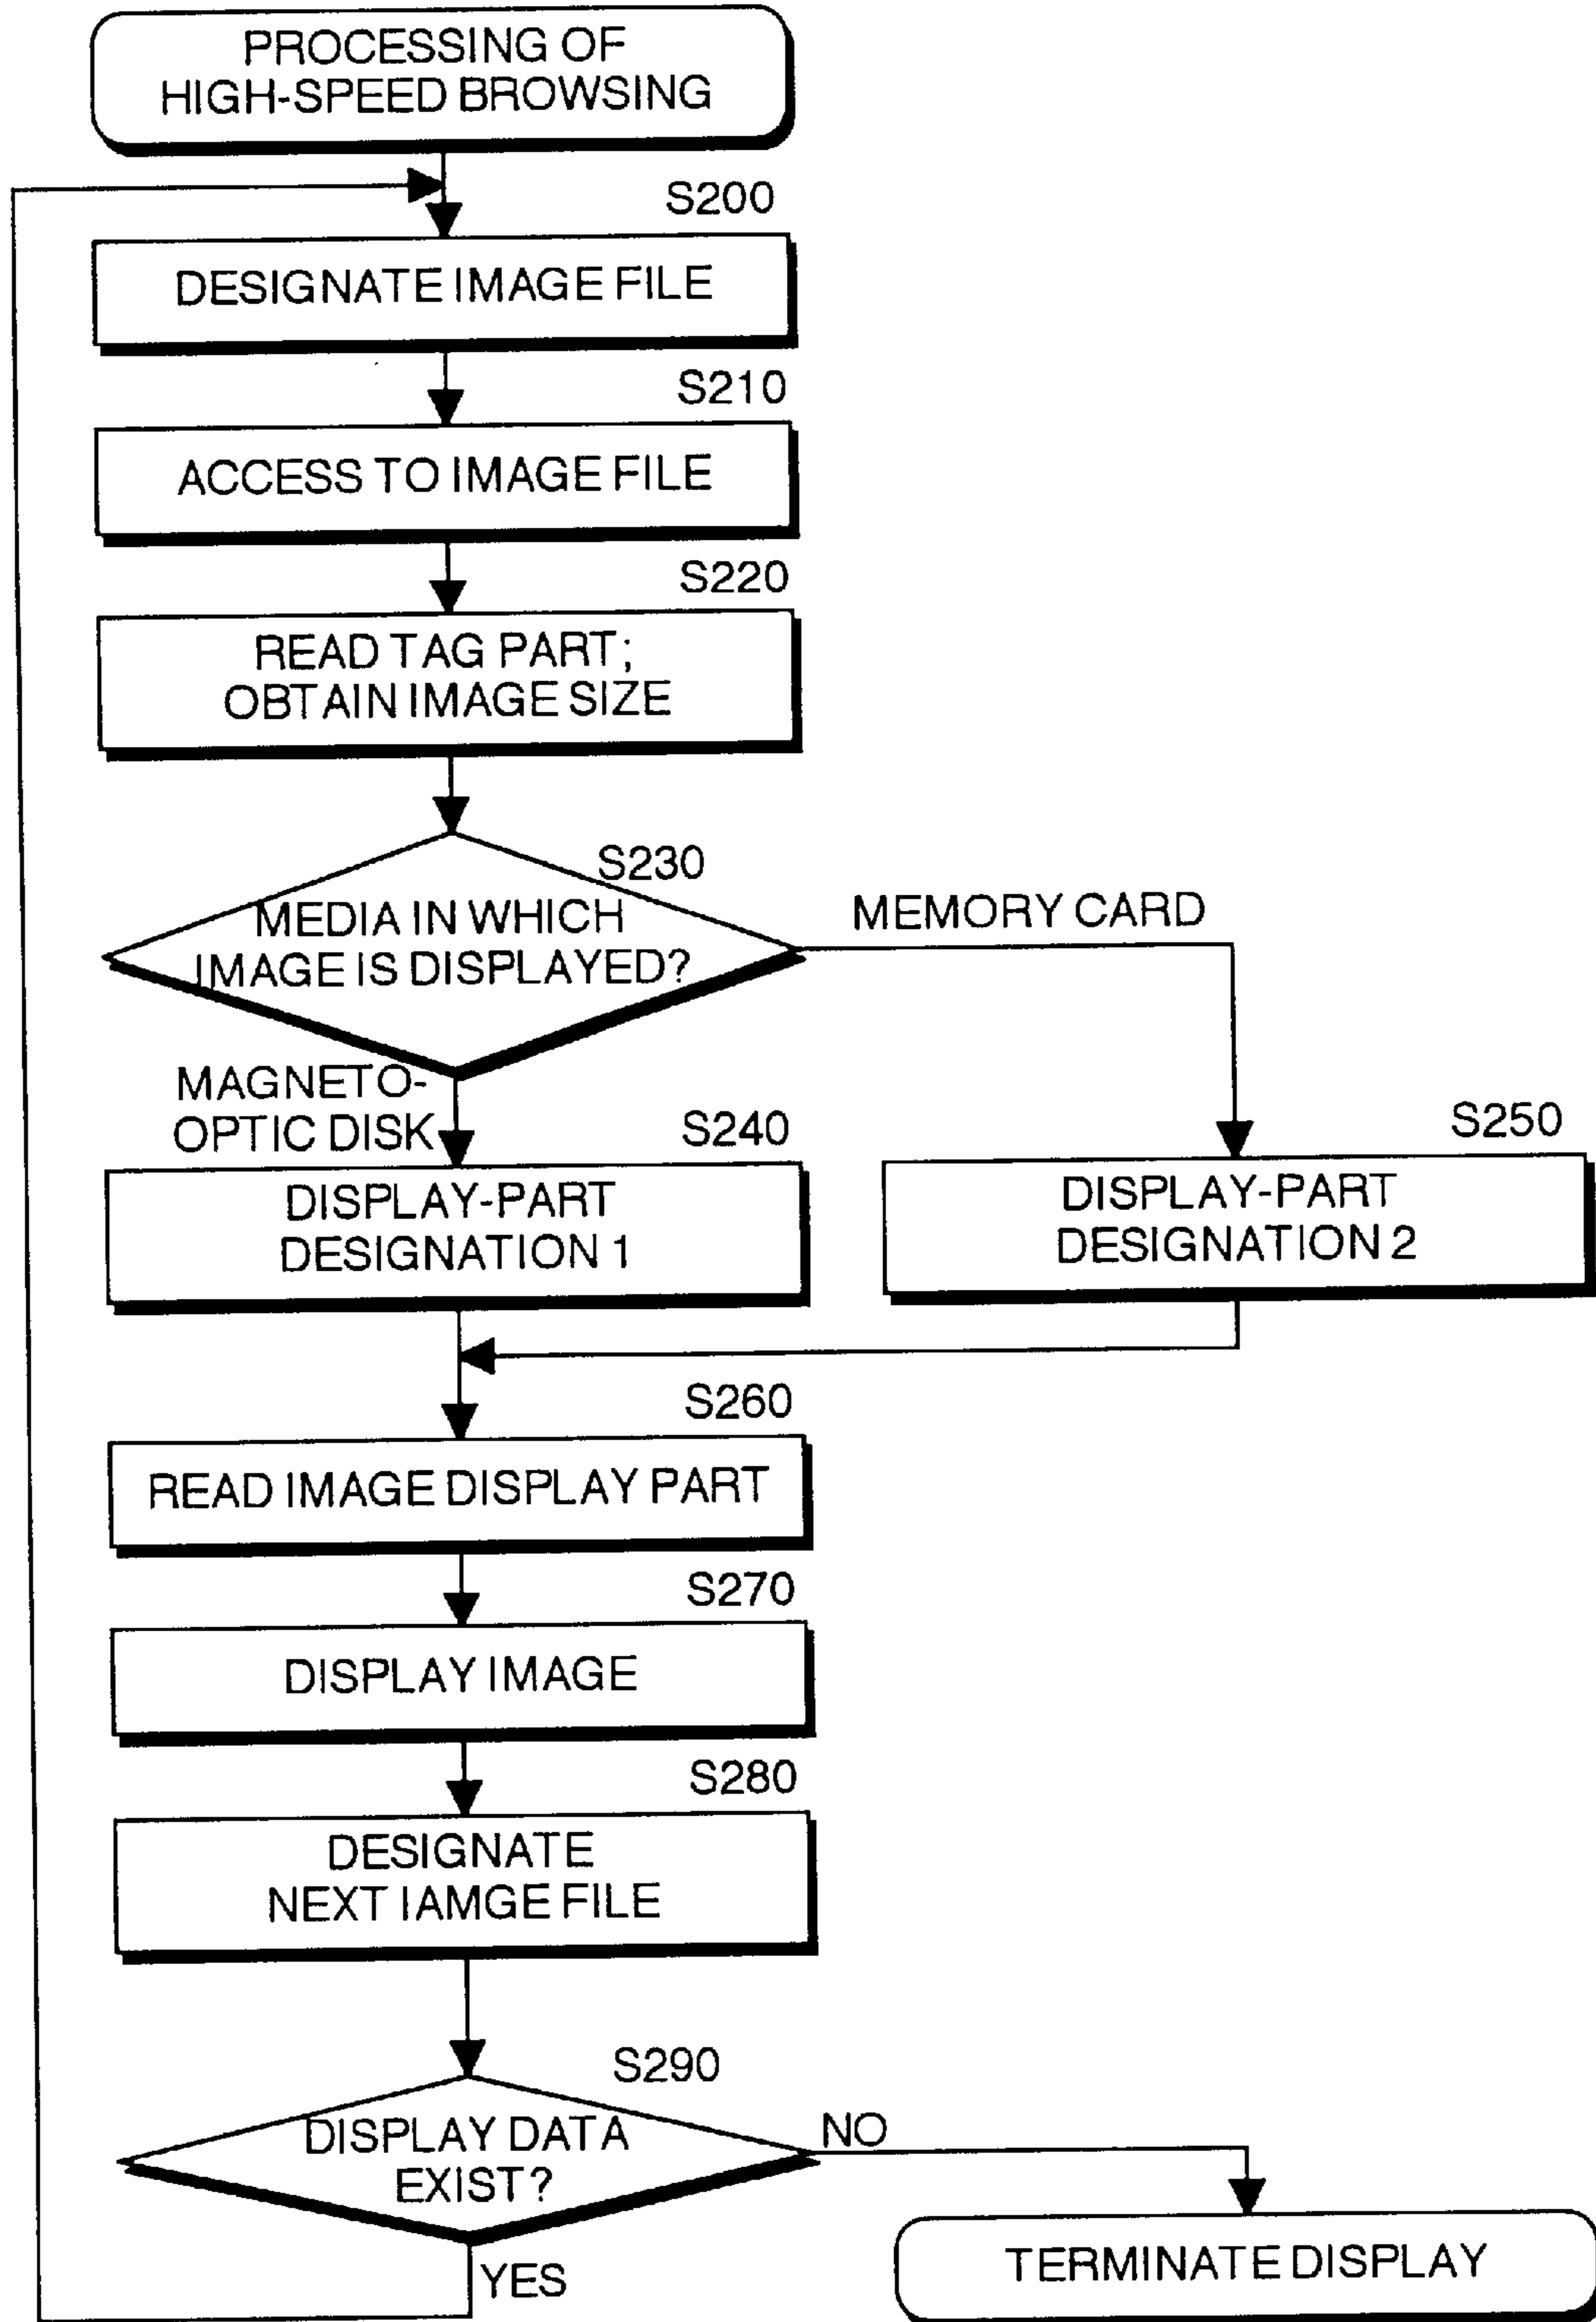 PROCESSING OF
HIGH-SPEED BROWSING
S200
DESIGNATE IMAGE FILE
S210
ACCESS TO IMAGE FILE
S220
READ TAG PART;
OBTAIN IMAGE SIZE
S230
MEDIA IN WHICH
IMAGE IS DISPLAYED?
MEMORY CARD
MAGNETO-
OPTIC DISK
S240
DISPLAY-PART
DESIGNATION 1
S250
DISPLAY-PART
DESIGNATION 2
S260
READ IMAGE DISPLAY PART
S270
DISPLAY IMAGE
S280
DESIGNATE
NEXT IAMGE FILE
S290
DISPLAY DATA
EXIST?
NO
YES
TERMINATE DISPLAY